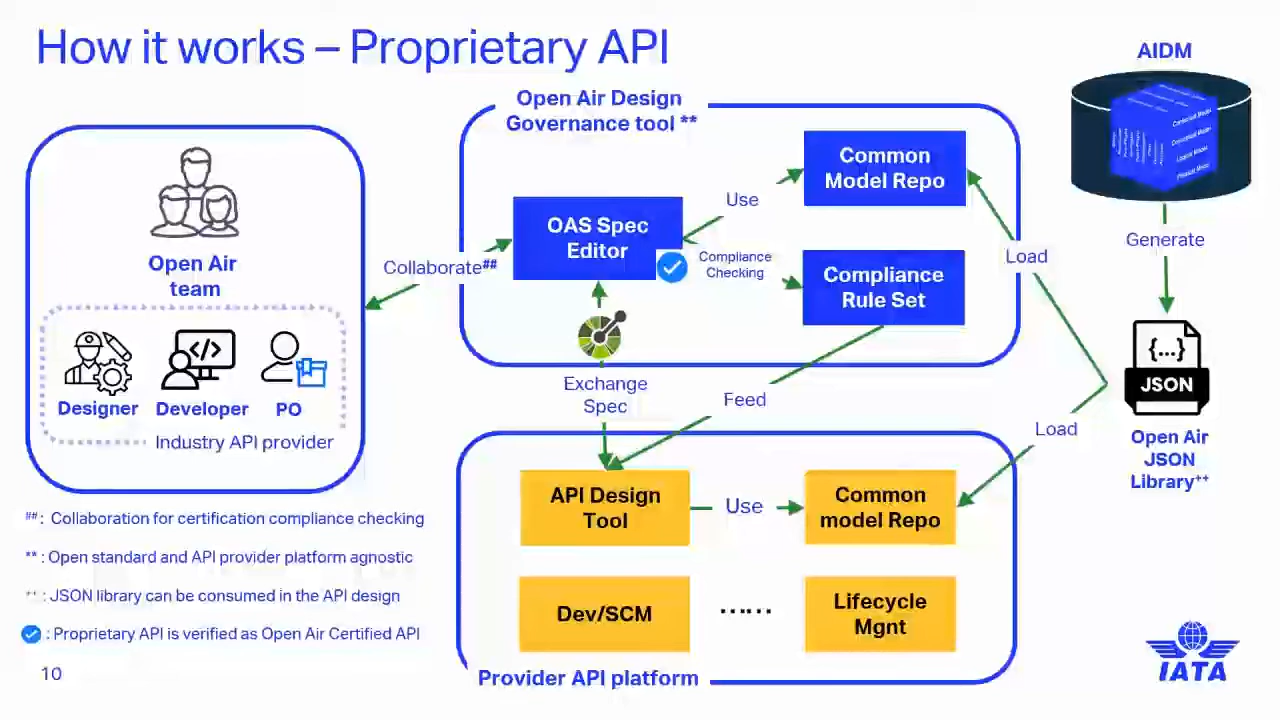 How it works – Proprietary API
AIDM
Open Air Design
Governance tool **
Common
Model Repo
OAS Spec
Editor
Use
Compliance
Checking
Compliance
Rule Set
Collaborate##
Load
Generate
Open Air
team
Designer
Developer
PO
Industry API provider
Exchange
Spec
Feed
Load
{...}
JSON
Open Air
JSON
Library++
API Design
Tool
Use
Common
model Repo
Dev/SCM
......
Lifecycle
Mgnt
Provider API platform
##: Collaboration for certification compliance checking
** : Open standard and API provider platform agnostic
++ : JSON library can be consumed in the API design
: Proprietary API is verified as Open Air Certified API
10
IATA